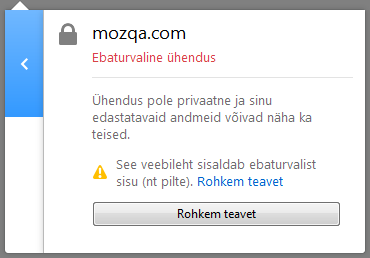 mozqa.com
Ebaturvaline ühendus
Ühendus pole privaatne ja sinu
edastatavaid andmeid võivad näha ka
teised.
See veebileht sisaldab ebaturvalist
sisu (nt pilte). Rohkem teavet
Rohkem teavet